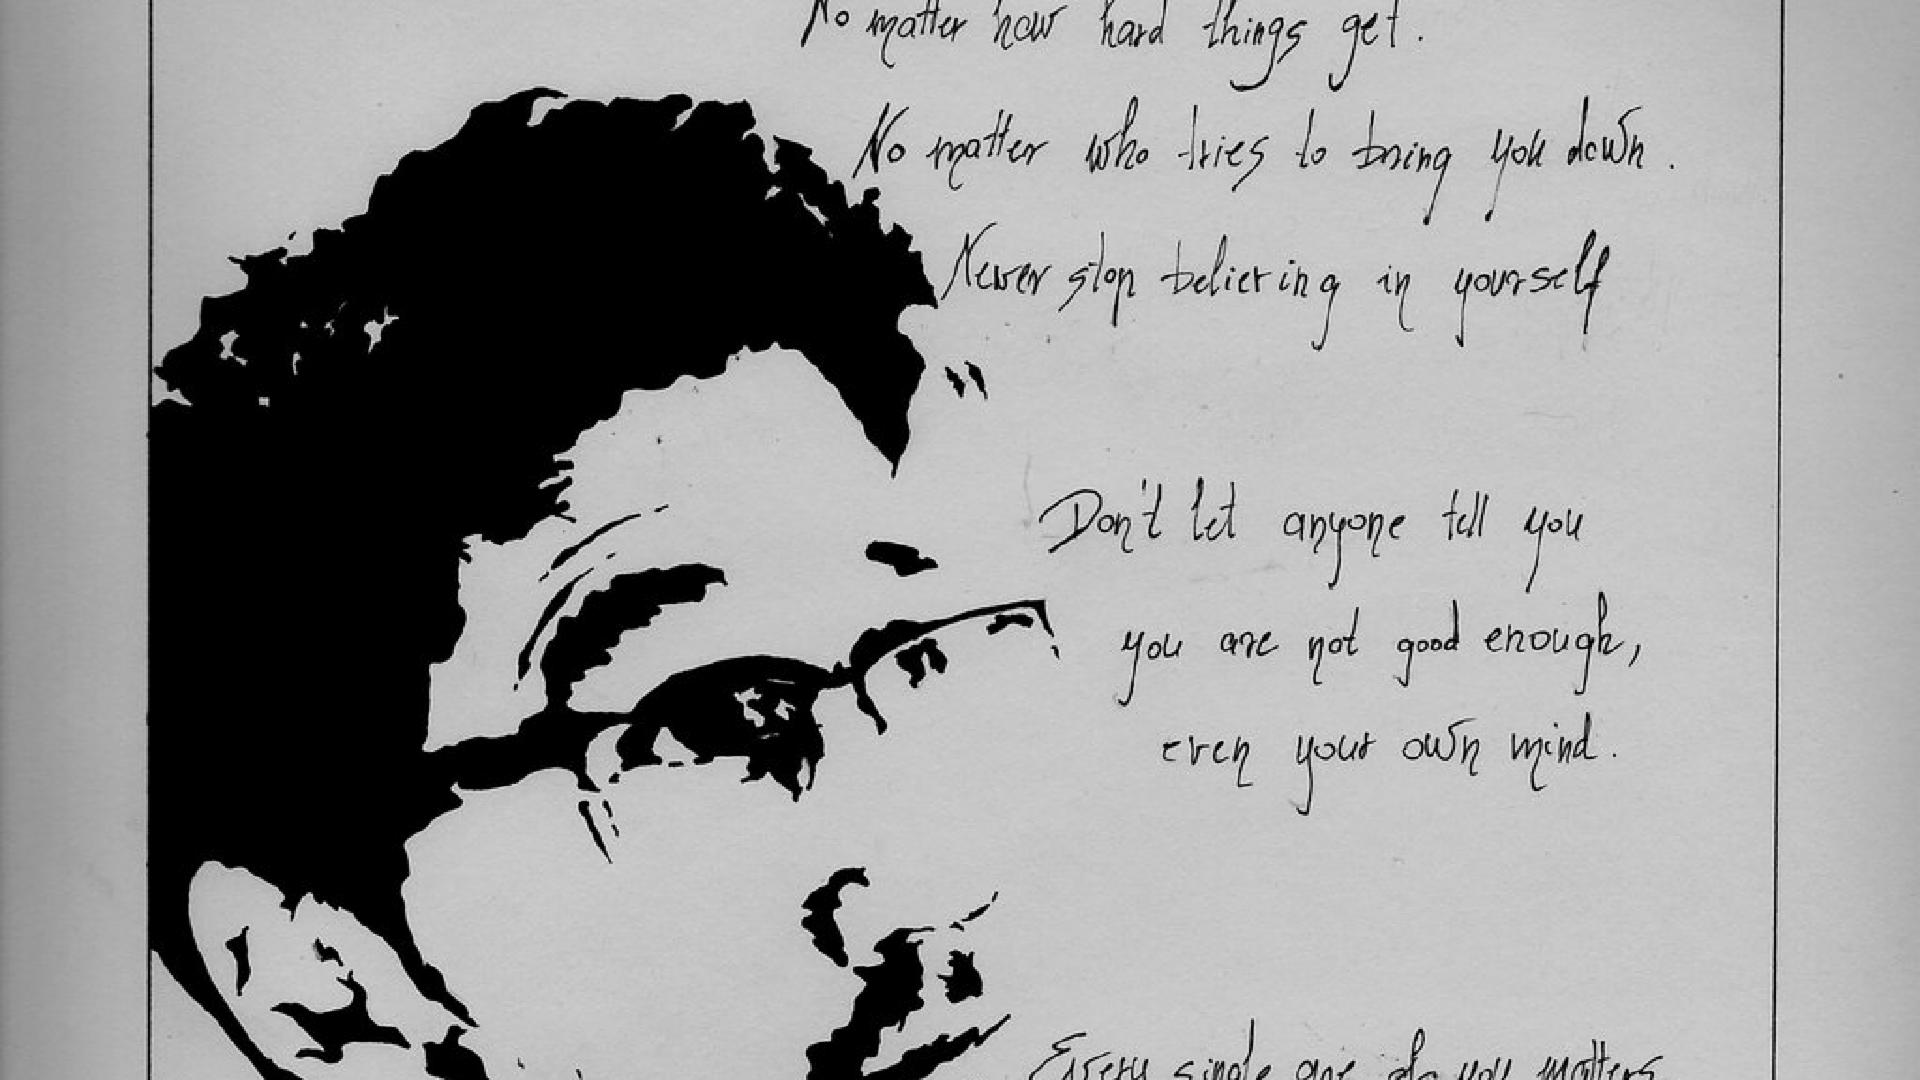 No matter how hard things get.
No matter who tries to bring you down.
Never stop believing in yourself
Don't let anyone tell you
you are not good enough,
even your own mind.
Every single one of you matters